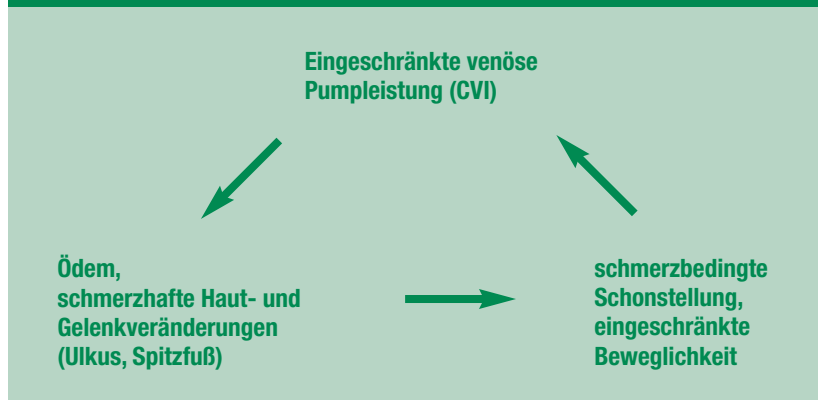 Eingeschränkte venöse
Pumpleistung (CVI)
Ödem,
schmerzhafte Haut- und
Gelenkveränderungen
(Ulkus, Spitzfuß)
schmerzbedingte
Schonstellung,
eingeschränkte
Beweglichkeit